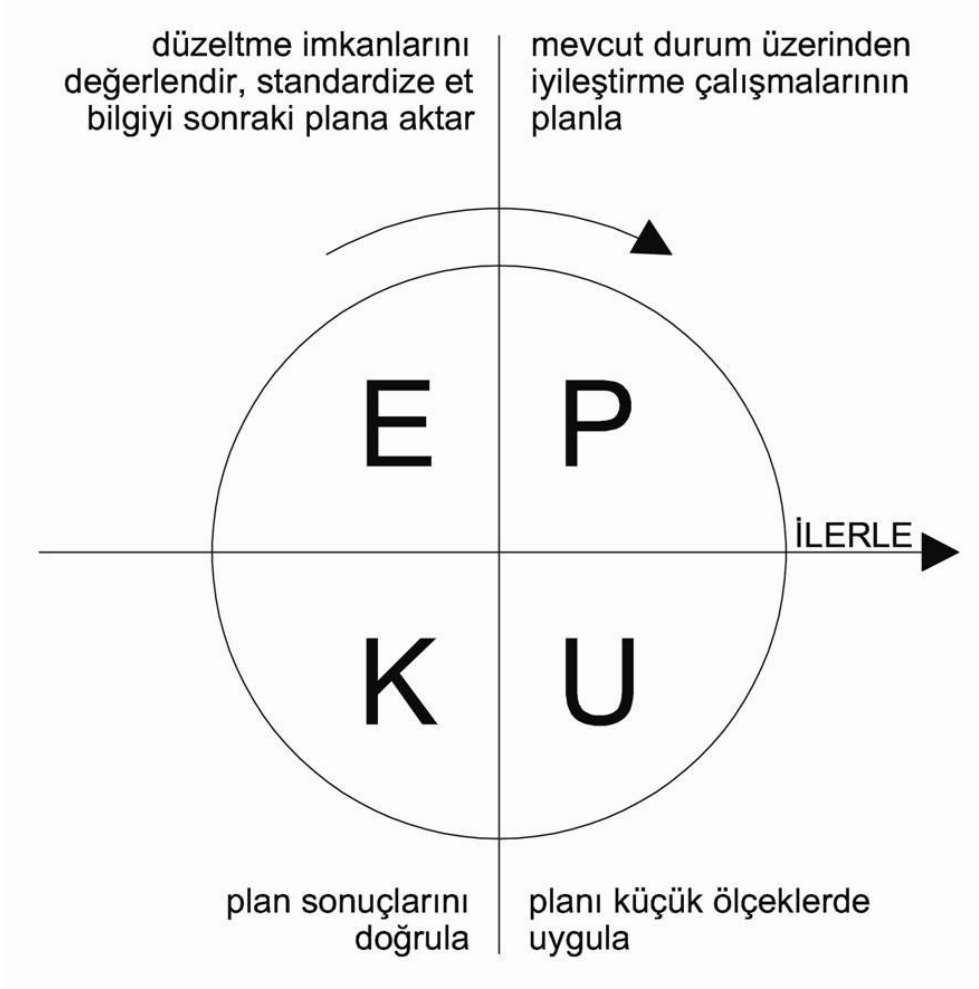 düzeltme imkanlarını
değerlendir, standardize et
bilgiyi sonraki plana aktar
mevcut durum üzerinden
iyileştirme çalışmalarının
planla
E
P
İLERLE
K
U
plan sonuçlarını
doğrula
planı küçük ölçeklerde
uygula